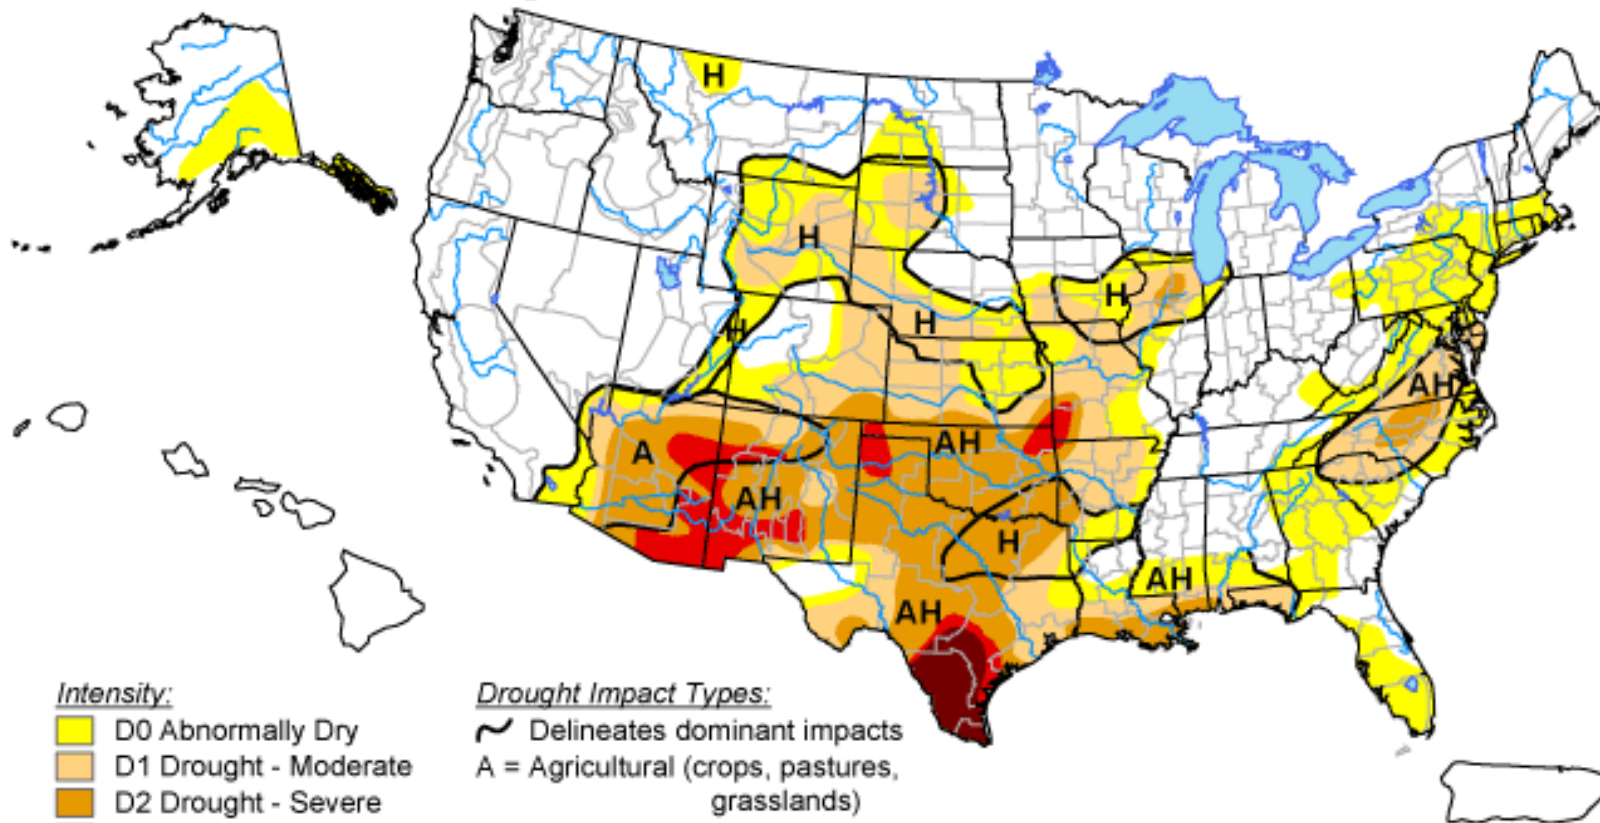 H
H
H
H
H
AH
A
AH
AH
H
AH
AH
Intensity:
D0 Abnormally Dry
D1 Drought - Moderate
D2 Drought - Severe
Drought Impact Types:
Delineates dominant impacts
A = Agricultural (crops, pastures,
grasslands)